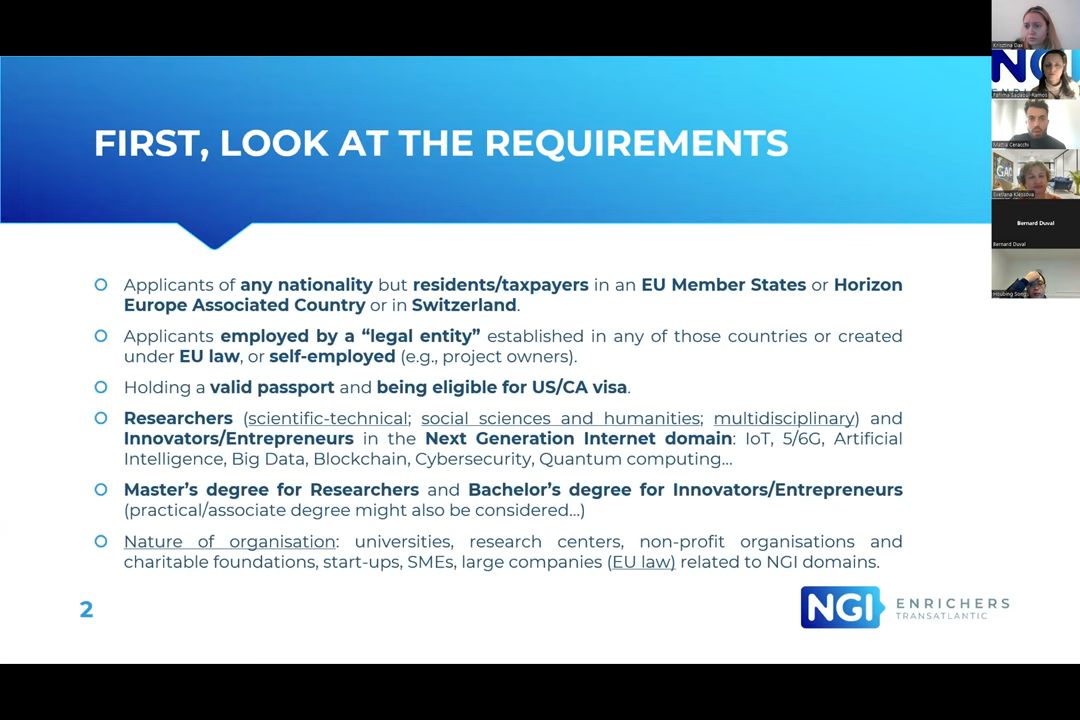 FIRST, LOOK AT THE REQUIREMENTS
Applicants of any nationality but residents/taxpayers in an EU Member States or Horizon
Europe Associated Country or in Switzerland.
Applicants employed by a “legal entity” established in any of those countries or created
under EU law, or self-employed (e.g., project owners).
Holding a valid passport and being eligible for US/CA visa.
Researchers (scientific-technical; social sciences and humanities; multidisciplinary) and
Innovators/Entrepreneurs in the Next Generation Internet domain: IoT, 5/6G, Artificial
Intelligence, Big Data, Blockchain, Cybersecurity, Quantum computing...
Master’s degree for Researchers and Bachelor’s degree for Innovators/Entrepreneurs
(practical/associate degree might also be considered...)
Nature of organisation: universities, research centers, non-profit organisations and
charitable foundations, start-ups, SMEs, large companies (EU law) related to NGI domains.
2
NGI
ENRICHERS
TRANSATLANTIC
Krisztina Dax
Mattia Ceracchi
Bernard Duval
Bernard Duval